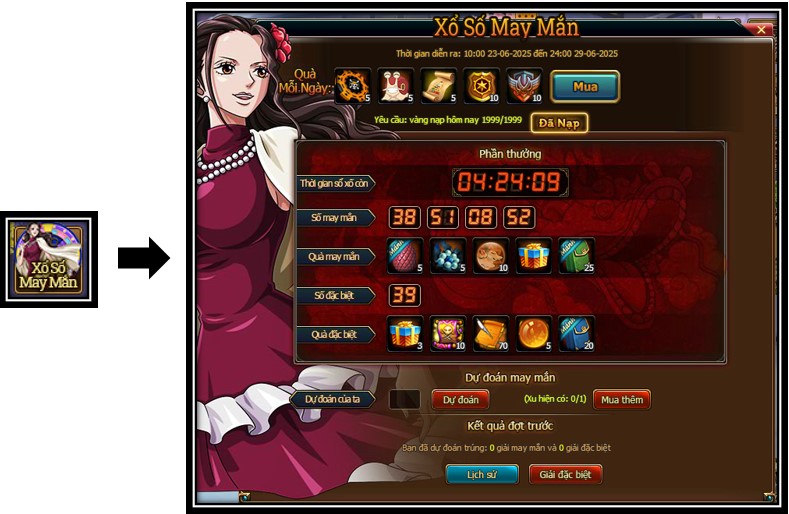 Xổ Số May Mắn
Thời gian diễn ra: 10:00 23-06-2025 đến 24:00 29-06-2025
Quà
Mỗi Ngày:
5 5 5 10 10
Mua
Yêu cầu: vàng nạp hôm nay 1999/1999
Đã Nạp
Phần thưởng
Thời gian sổ xố còn
04:24:09
Số may mắn
38 51 08 52
Quà may mắn
Mảnh
5 5 10 25
Số đặc biệt
39
Quà đặc biệt
Mảnh
3 10 70 5 20
Dự đoán may mắn
Dự đoán của ta
Dự đoán
(Xu hiện có: 0/1)
Mua thêm
Kết quả đợt trước
Bạn đã dự đoán trúng: 0 giải may mắn và 0 giải đặc biệt
Lịch sử
Giải đặc biệt
Xổ Số
May Mắn